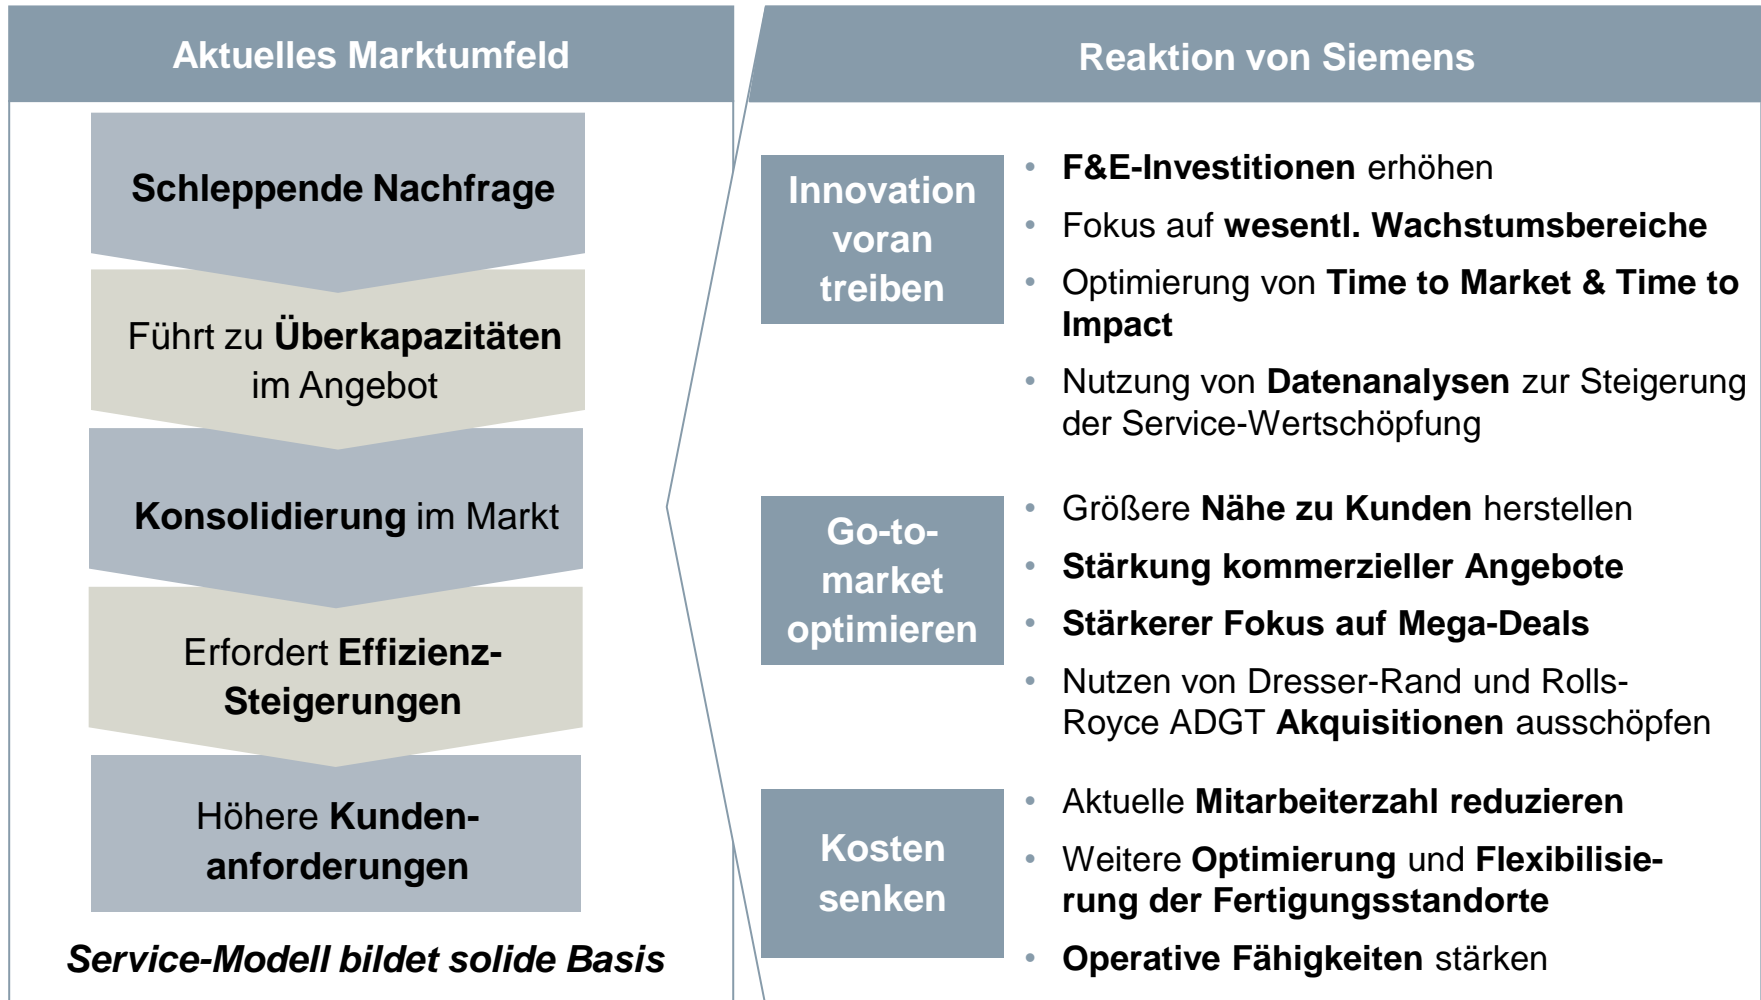 Aktuelles Marktumfeld
Schleppende Nachfrage
Führt zu Überkapazitäten
im Angebot
Konsolidierung im Markt
Erfordert Effizienz-
Steigerungen
Höhere Kunden-
anforderungen
Service-Modell bildet solide Basis
Reaktion von Siemens
Innovation
voran
treiben
• F&E-Investitionen erhöhen
• Fokus auf wesentl. Wachstumsbereiche
• Optimierung von Time to Market & Time to
Impact
• Nutzung von Datenanalysen zur Steigerung
der Service-Wertschöpfung
Go-to-
market
optimieren
• Größere Nähe zu Kunden herstellen
• Stärkung kommerzieller Angebote
• Stärkerer Fokus auf Mega-Deals
• Nutzen von Dresser-Rand und Rolls-
Royce ADGT Akquisitionen ausschöpfen
Kosten
senken
• Aktuelle Mitarbeiterzahl reduzieren
• Weitere Optimierung und Flexibilisie-
rung der Fertigungsstandorte
• Operative Fähigkeiten stärken